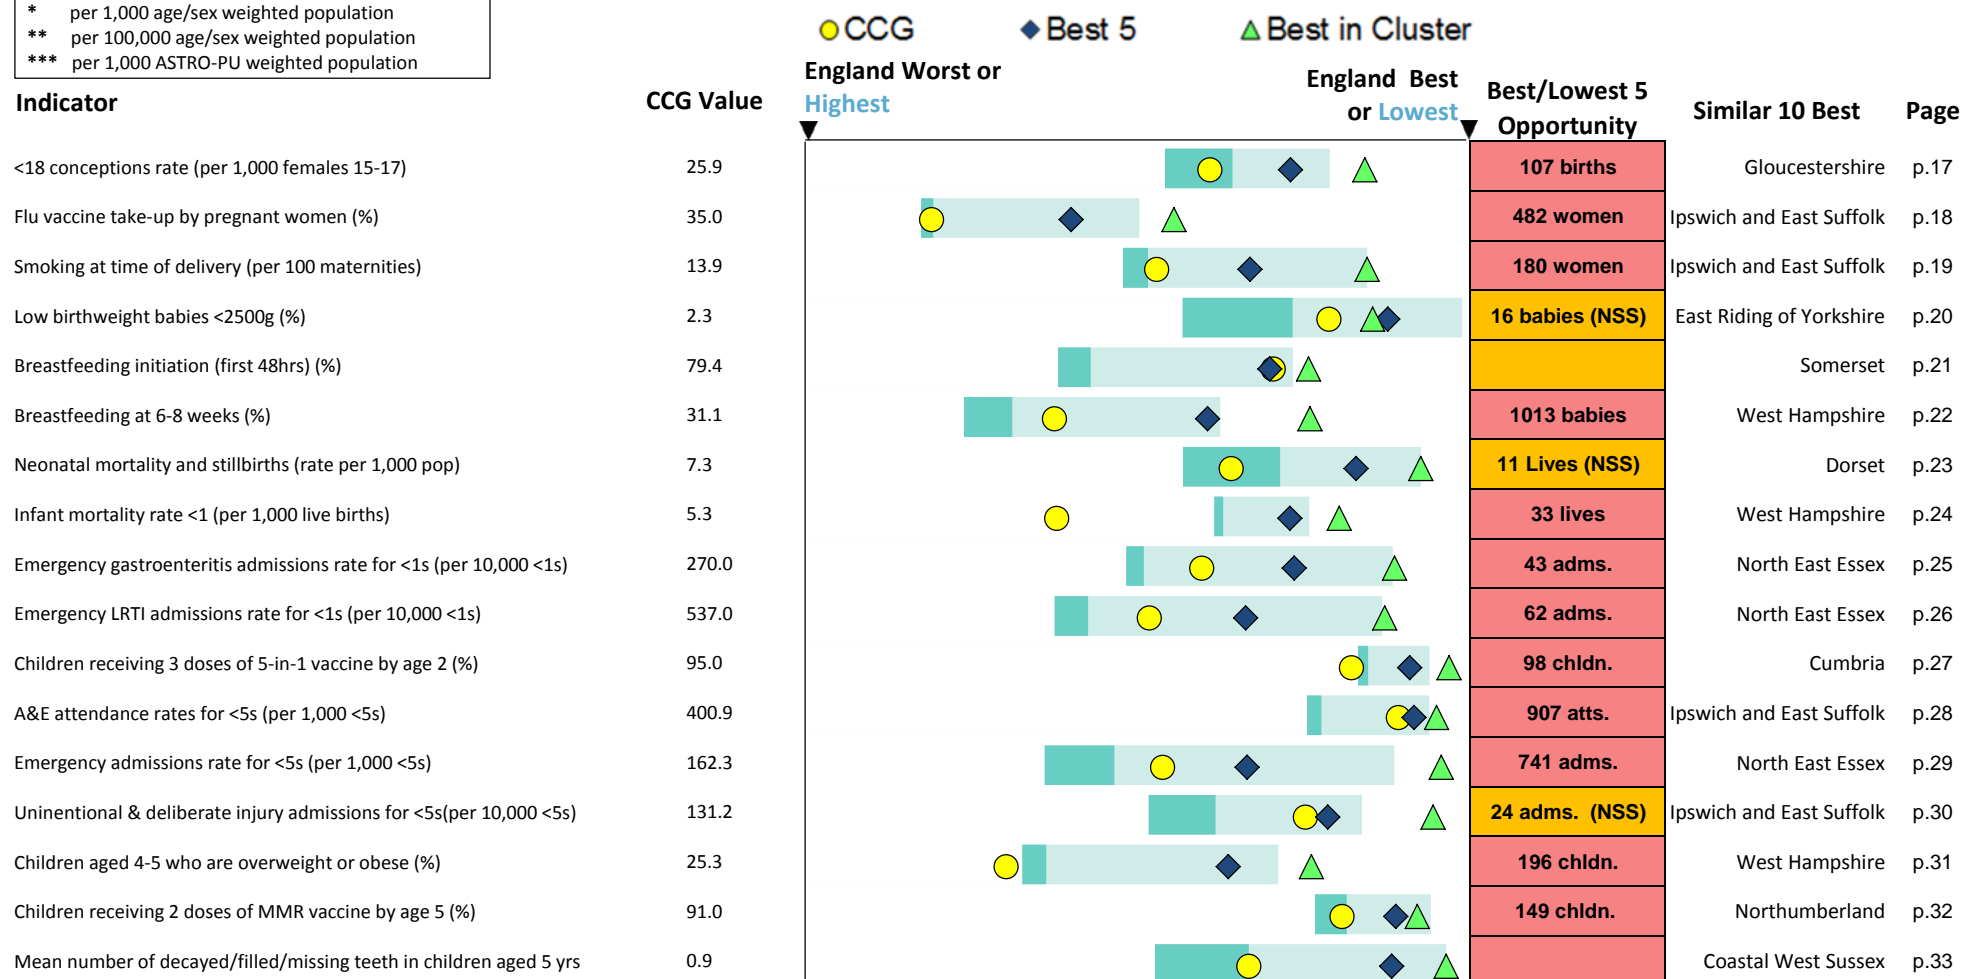 * per 1,000 age/sex weighted population
** per 100,000 age/sex weighted population
*** per 1,000 ASTRO-PU weighted population
CCG Best 5 Best in Cluster
Indicator CCG Value England Worst or Highest England Best or Lowest Best/Lowest 5 Opportunity Similar 10 Best Page
<18 conceptions rate (per 1,000 females 15-17) 25.9 107 births Gloucestershire p.17
Flu vaccine take-up by pregnant women (%) 35.0 482 women Ipswich and East Suffolk p.18
Smoking at time of delivery (per 100 maternities) 13.9 180 women Ipswich and East Suffolk p.19
Low birthweight babies <2500g (%) 2.3 16 babies (NSS) East Riding of Yorkshire p.20
Breastfeeding initiation (first 48hrs) (%) 79.4 Somerset p.21
Breastfeeding at 6-8 weeks (%) 31.1 1013 babies West Hampshire p.22
Neonatal mortality and stillbirths (rate per 1,000 pop) 7.3 11 Lives (NSS) Dorset p.23
Infant mortality rate <1 (per 1,000 live births) 5.3 33 lives West Hampshire p.24
Emergency gastroenteritis admissions rate for <1s (per 10,000 <1s) 270.0 43 adms. North East Essex p.25
Emergency LRTI admissions rate for <1s (per 10,000 <1s) 537.0 62 adms. North East Essex p.26
Children receiving 3 doses of 5-in-1 vaccine by age 2 (%) 95.0 98 chldn. Cumbria p.27
A&E attendance rates for <5s (per 1,000 <5s) 400.9 907 atts. Ipswich and East Suffolk p.28
Emergency admissions rate for <5s (per 1,000 <5s) 162.3 741 adms. North East Essex p.29
Uninentional & deliberate injury admissions for <5s(per 10,000 <5s) 131.2 24 adms. (NSS) Ipswich and East Suffolk p.30
Children aged 4-5 who are overweight or obese (%) 25.3 196 chldn. West Hampshire p.31
Children receiving 2 doses of MMR vaccine by age 5 (%) 91.0 149 chldn. Northumberland p.32
Mean number of decayed/filled/missing teeth in children aged 5 yrs 0.9 Coastal West Sussex p.33